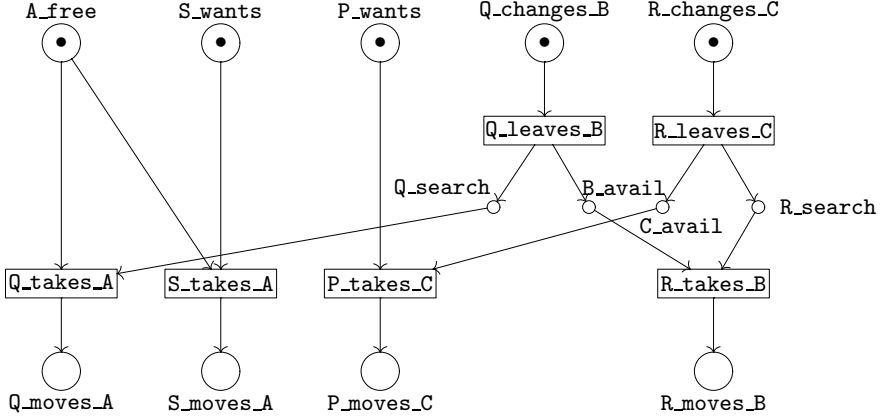 A_free
S_wants
P_wants
Q_changes_B
R_changes_C
Q_leaves_B
R_leaves_C
Q_search
B_avail
C_avail
R_search
Q_takes_A
S_takes_A
P_takes_C
R_takes_B
Q_moves_A
S_moves_A
P_moves_C
R_moves_B